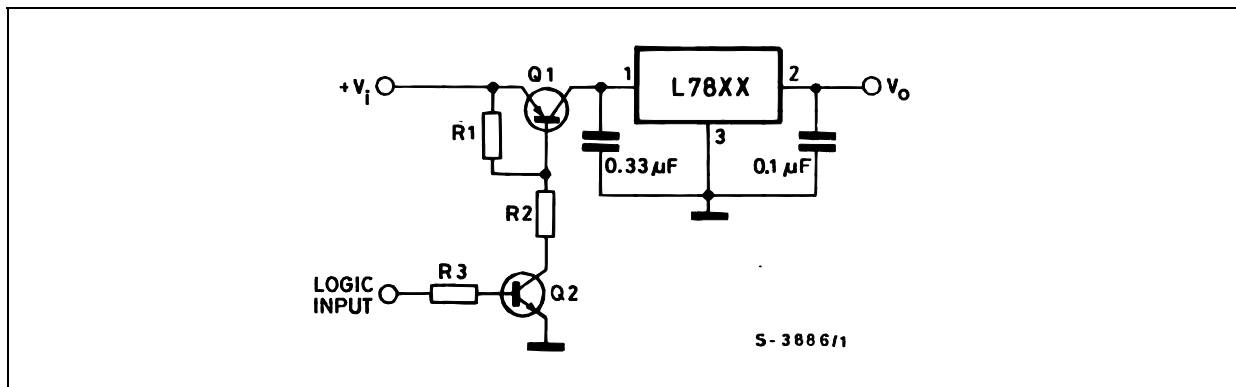 Q1
1
L78XX
2
+V
i
V
o
R1
3
0.33µF
0.1µF
R2
R3
LOGIC
INPUT
Q2
S-3886/1